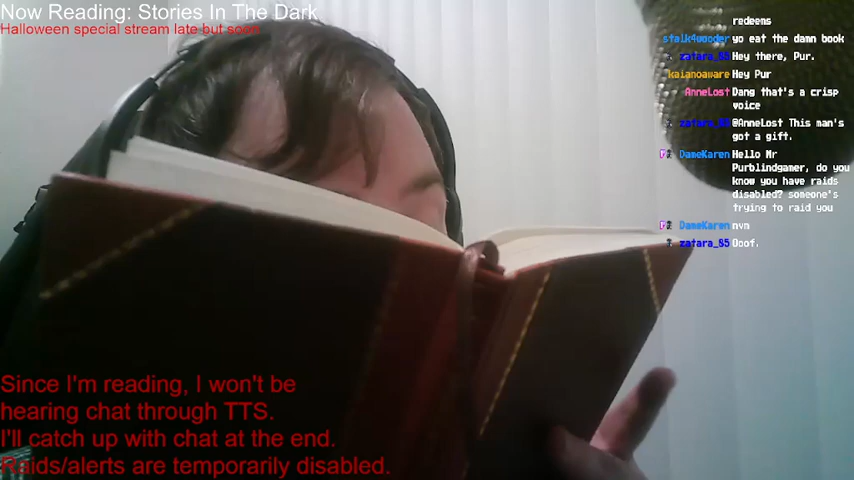 Now Reading: Stories In The Dark
Halloween special stream late but soon
redeems
stalk4wooder yo eat the damn book
zatara_85 Hey there, Pur.
kaianoaware Hey Pur
AnneLost Dang that's a crisp
voice
zatara_85 @AnneLost This man's
got a gift.
DameKaren Hello Mr
Purblindgamer, do you
know you have raids
disabled? someone's
trying to raid you
DameKaren nvm
zatara_85 Ooof.
Since I'm reading, I won't be
hearing chat through TTS.
I'll catch up with chat at the end.
Raids/alerts are temporarily disabled.